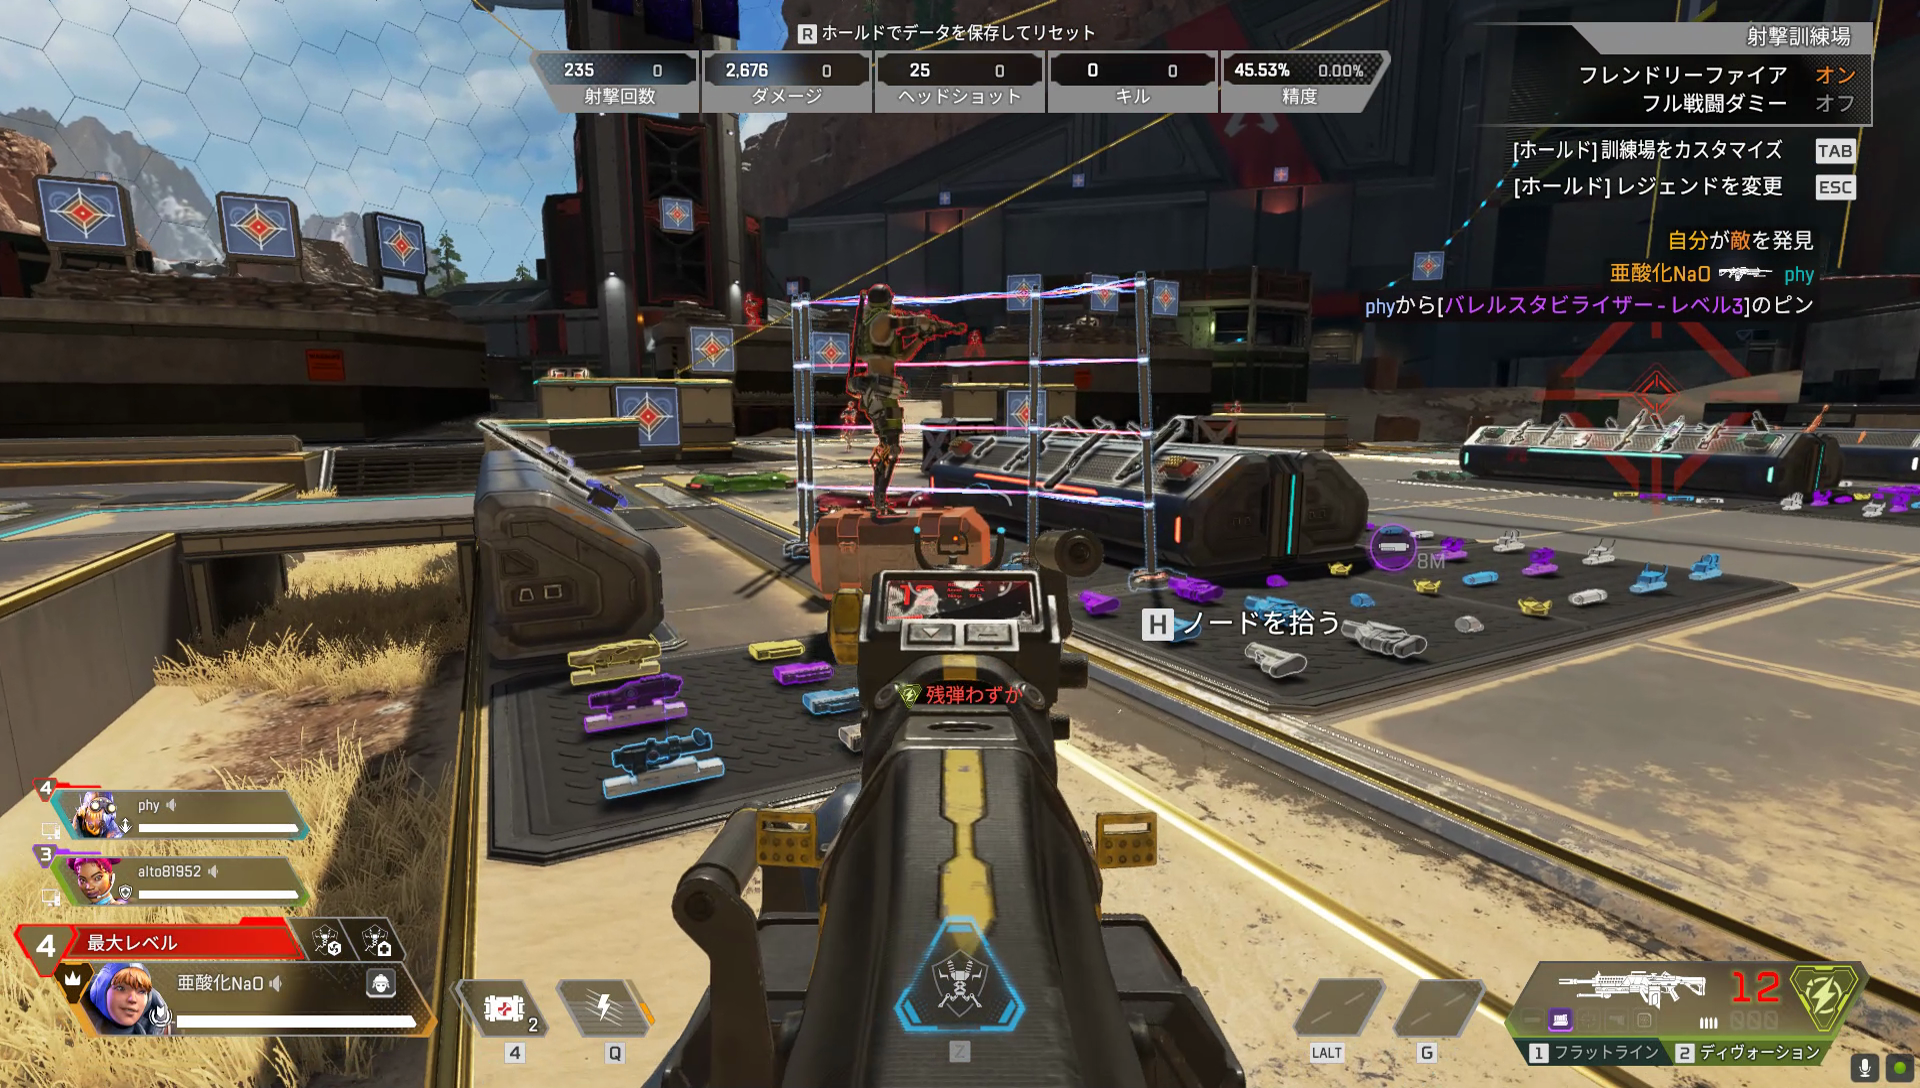 R ホールドでデータを保存してリセット
235 0 2,676 0 25 0 0 0 45.53% 0.00%
射撃回数 ダメージ ヘッドショット キル 精度
射撃訓練場
フレンドリーファイア オン
フル戦闘ダミー オフ
[ホールド]訓練場をカスタマイズ TAB
[ホールド]レジェンドを変更 ESC
自分が敵を発見
亜酸化NaO phy
phyから[バレルスタビライザー - レベル3]のピン
8M
H ノードを拾う
残弾わずか
4 phy
3 alto81952
4 最大レベル
亜酸化NaO
2
4 Q Z LALT G
12
1 フラットライン 2 ディヴォーション